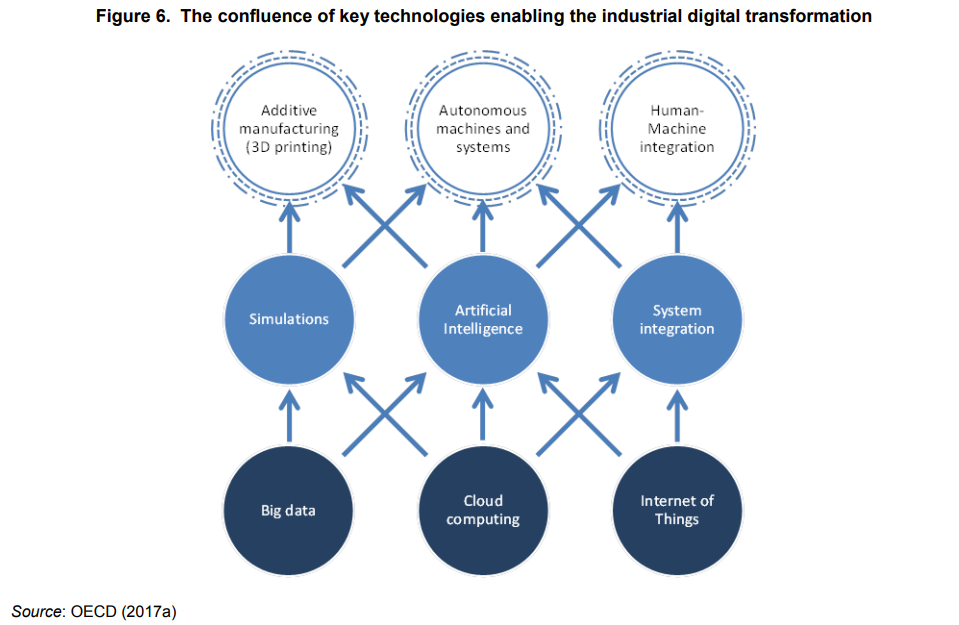 Figure 6. The confluence of key technologies enabling the industrial digital transformation
Additive
manufacturing
(3D printing)
Autonomous
machines and
systems
Human-
Machine
integration
Simulations
Artificial
Intelligence
System
integration
Big data
Cloud
computing
Internet of
Things
Source: OECD (2017a)